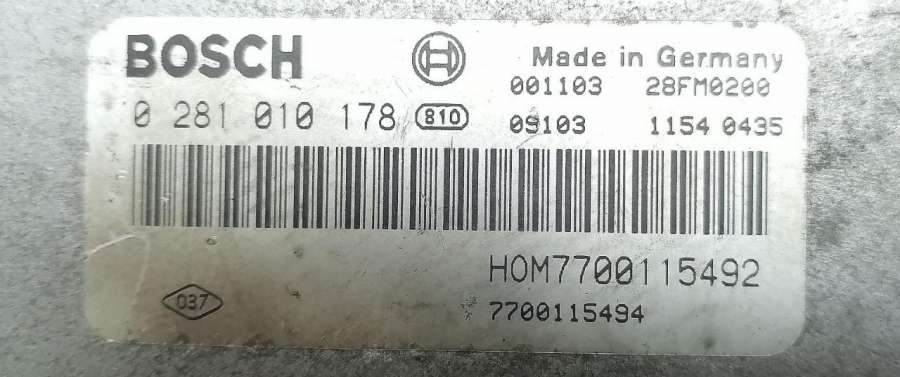 BOSCH
Made in Germany
001103 28FM0200
0 281 010 178 810
09103 1154 0435
HOM7700115492
037
7700115494